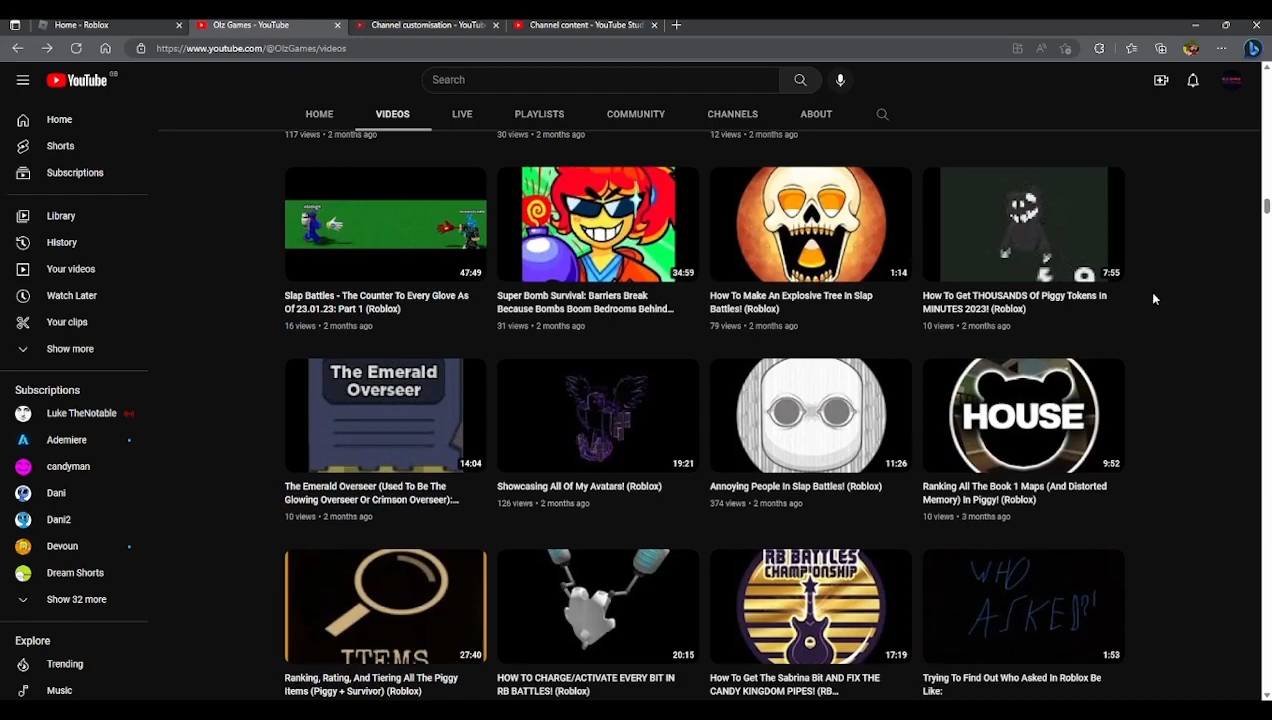 Home - Roblox
Olz Games - YouTube
Channel customisation - YouTub
Channel content - YouTube Stud
https://www.youtube.com/@OlzGames/videos
YouTube GB
Search
HOME VIDEOS LIVE PLAYLISTS COMMUNITY CHANNELS ABOUT
Home
Shorts
Subscriptions
Library
History
Your videos
Watch Later
Your clips
Show more
Subscriptions
Luke TheNotable
Ademiere
candyman
Dani
Dani2
Devoun
Dream Shorts
Show 32 more
Explore
Trending
Music
117 views • 2 months ago
30 views • 2 months ago
12 views • 2 months ago
47:49
Slap Battles - The Counter To Every Glove As
Of 23.01.23: Part 1 (Roblox)
16 views • 2 months ago
34:59
Super Bomb Survival: Barriers Break
Because Bombs Boom Bedrooms Behind...
31 views • 2 months ago
1:14
How To Make An Explosive Tree In Slap
Battles! (Roblox)
79 views • 2 months ago
7:55
How To Get THOUSANDS Of Piggy Tokens In
MINUTES 2023! (Roblox)
10 views • 2 months ago
The Emerald
Overseer
14:04
The Emerald Overseer (Used To Be The
Glowing Overseer Or Crimson Overseer):...
10 views • 2 months ago
19:21
Showcasing All Of My Avatars! (Roblox)
126 views • 2 months ago
11:26
Annoying People In Slap Battles! (Roblox)
374 views • 2 months ago
HOUSE
9:52
Ranking All The Book 1 Maps (And Distorted
Memory) In Piggy! (Roblox)
10 views • 3 months ago
ITEMS
27:40
Ranking, Rating, And Tiering All The Piggy
Items (Piggy + Survivor) (Roblox)
20:15
HOW TO CHARGE/ACTIVATE EVERY BIT IN
RB BATTLES! (Roblox)
RB BATTLES
CHAMPIONSHIP
17:19
How To Get The Sabrina Bit AND FIX THE
CANDY KINGDOM PIPES! (RB...
WHO
ASKED?!
1:53
Trying To Find Out Who Asked In Roblox Be
Like: